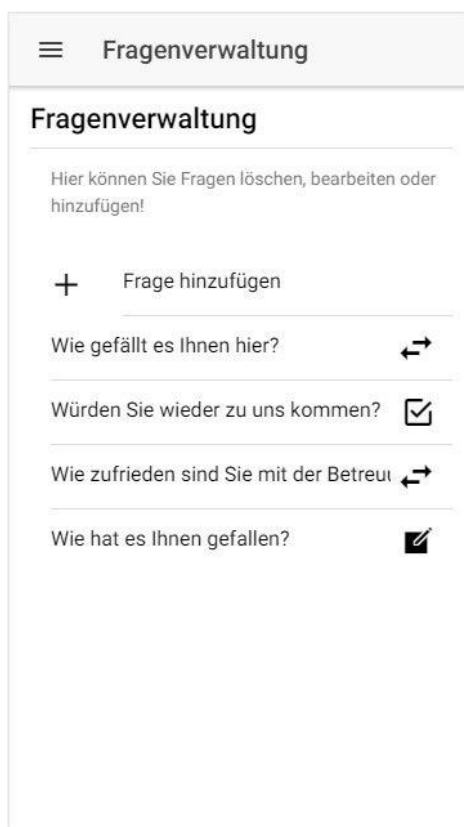 Fragenverwaltung
Fragenverwaltung
Hier können Sie Fragen löschen, bearbeiten oder
hinzufügen!
Frage hinzufügen
Wie gefällt es Ihnen hier?
Würden Sie wieder zu uns kommen?
Wie zufrieden sind Sie mit der
Wie hat es Ihnen gefallen?